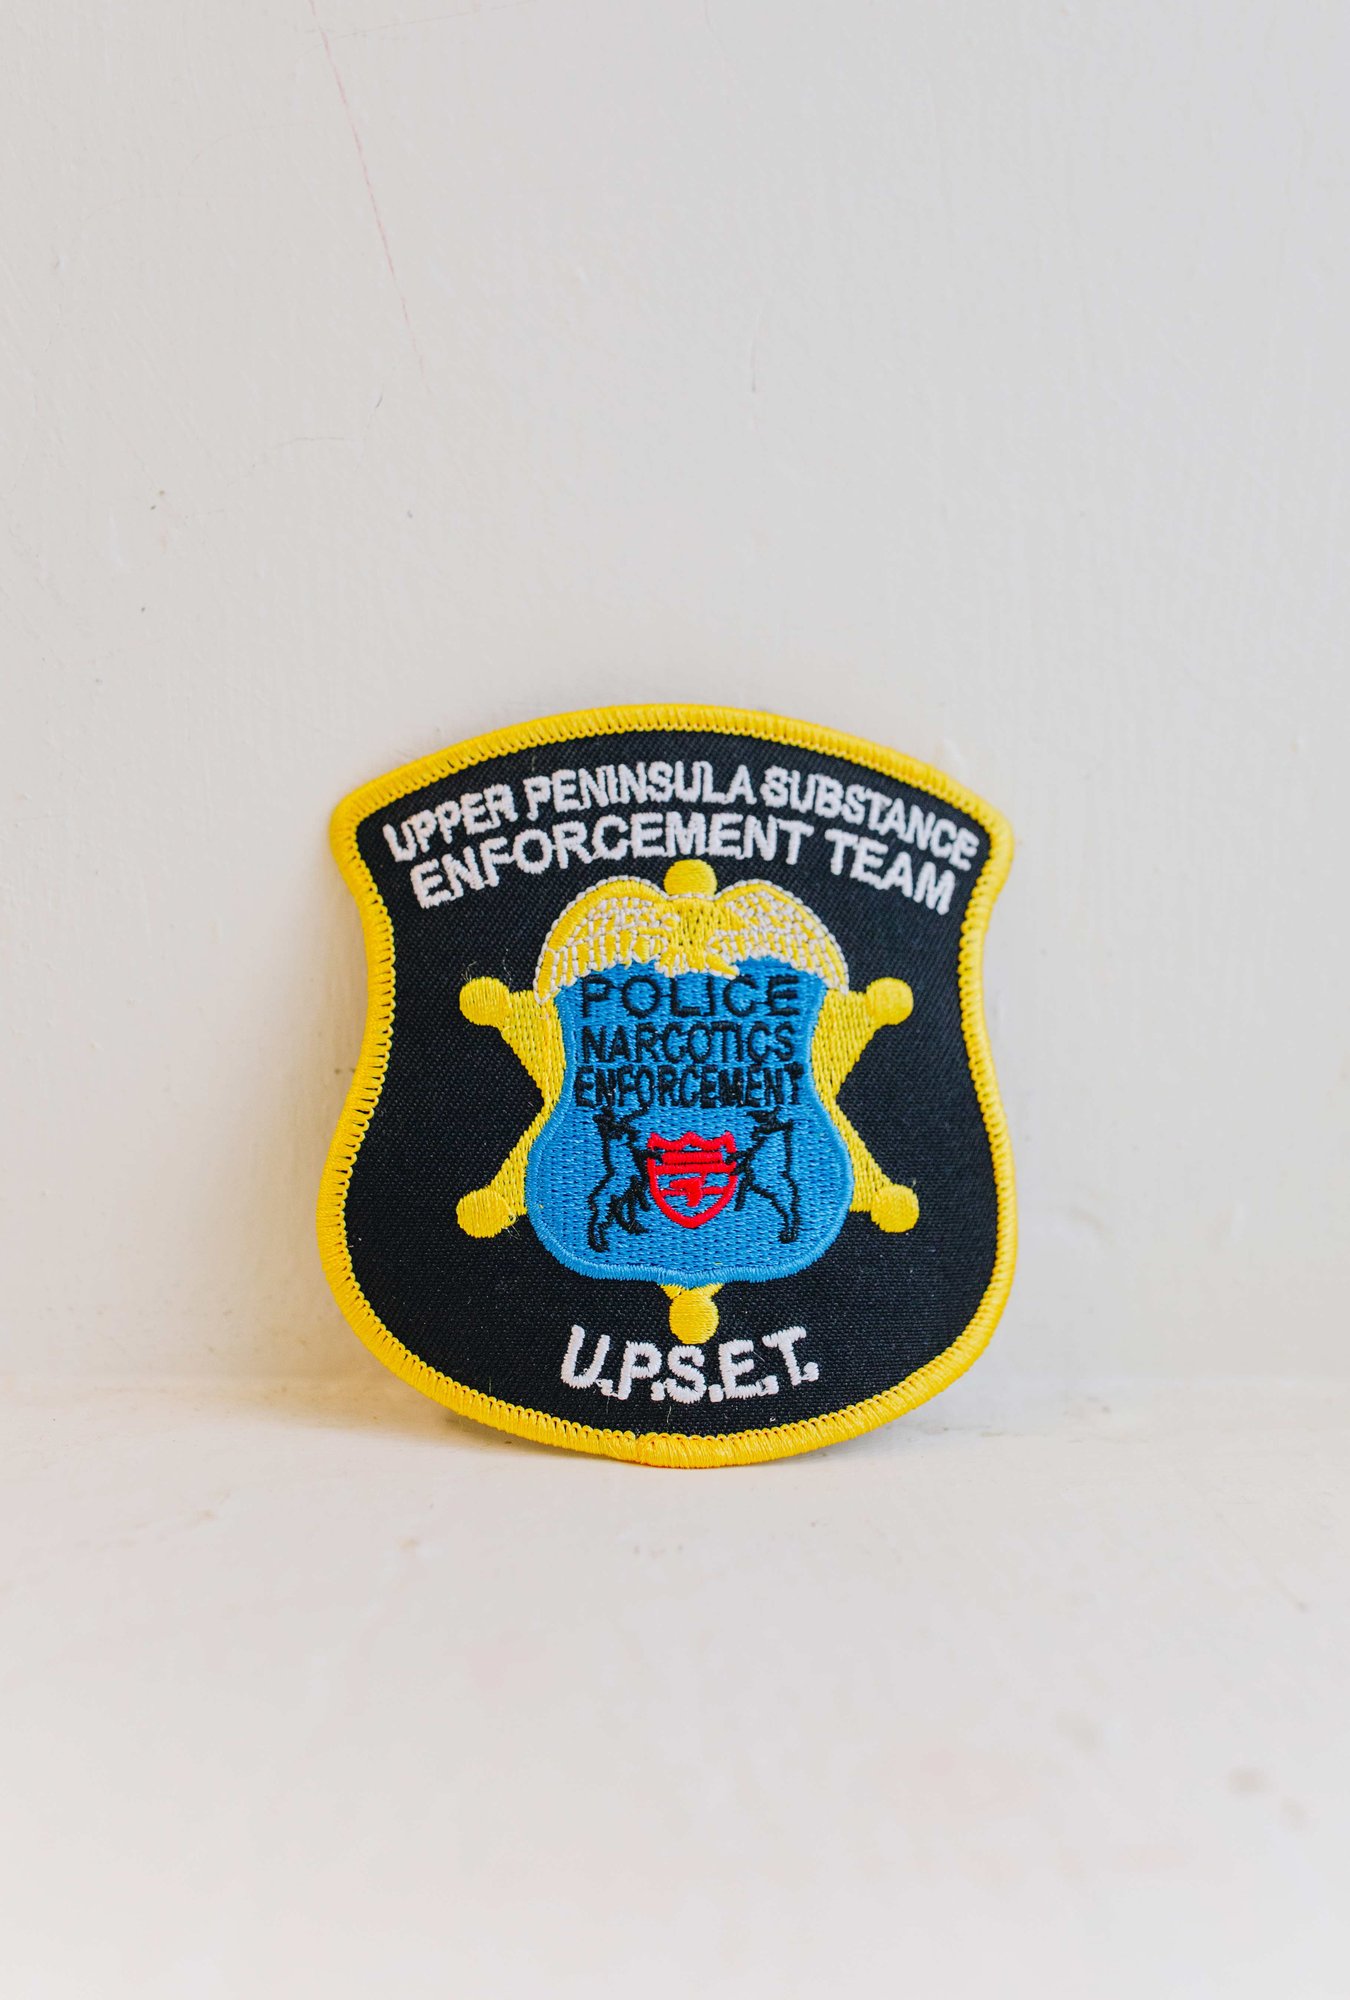 UPPER PENINSULA SUBSTANCE
ENFORCEMENT TEAM
POLICE
NARCOTICS
ENFORCEMENT
U.P.S.E.T.